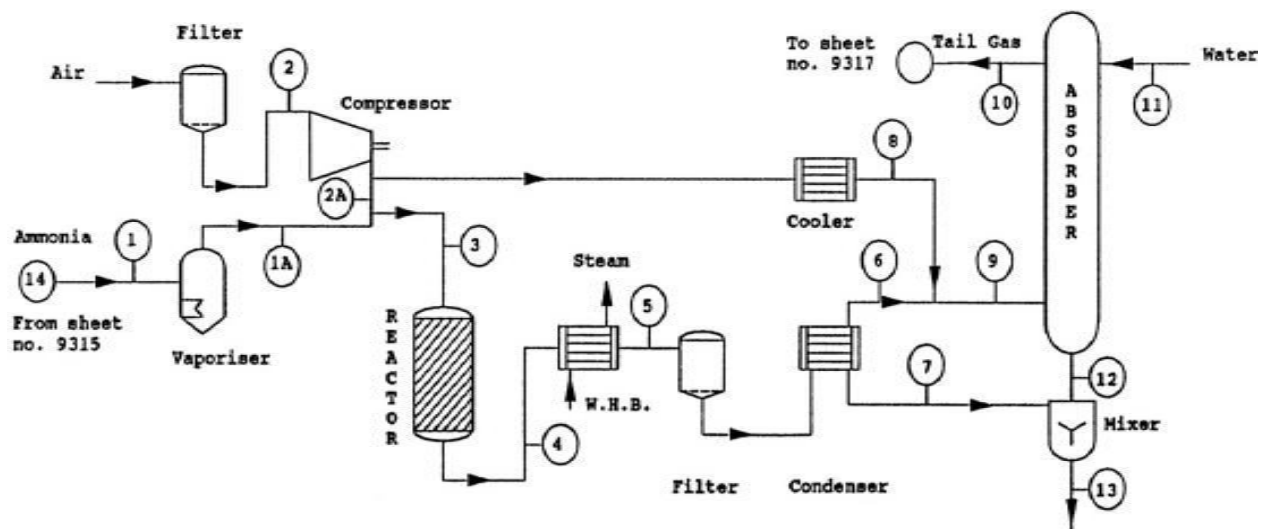 Filter
Air
2
Compressor
2A
Ammonia
1
14
1A
From sheet
no. 9315
Vaporiser
3
REACTOR
Steam
5
W.H.B.
4
Filter
Cooler
8
6
9
7
Condenser
To sheet
no. 9317
Tail Gas
10
Water
11
ABSORBER
12
Mixer
13